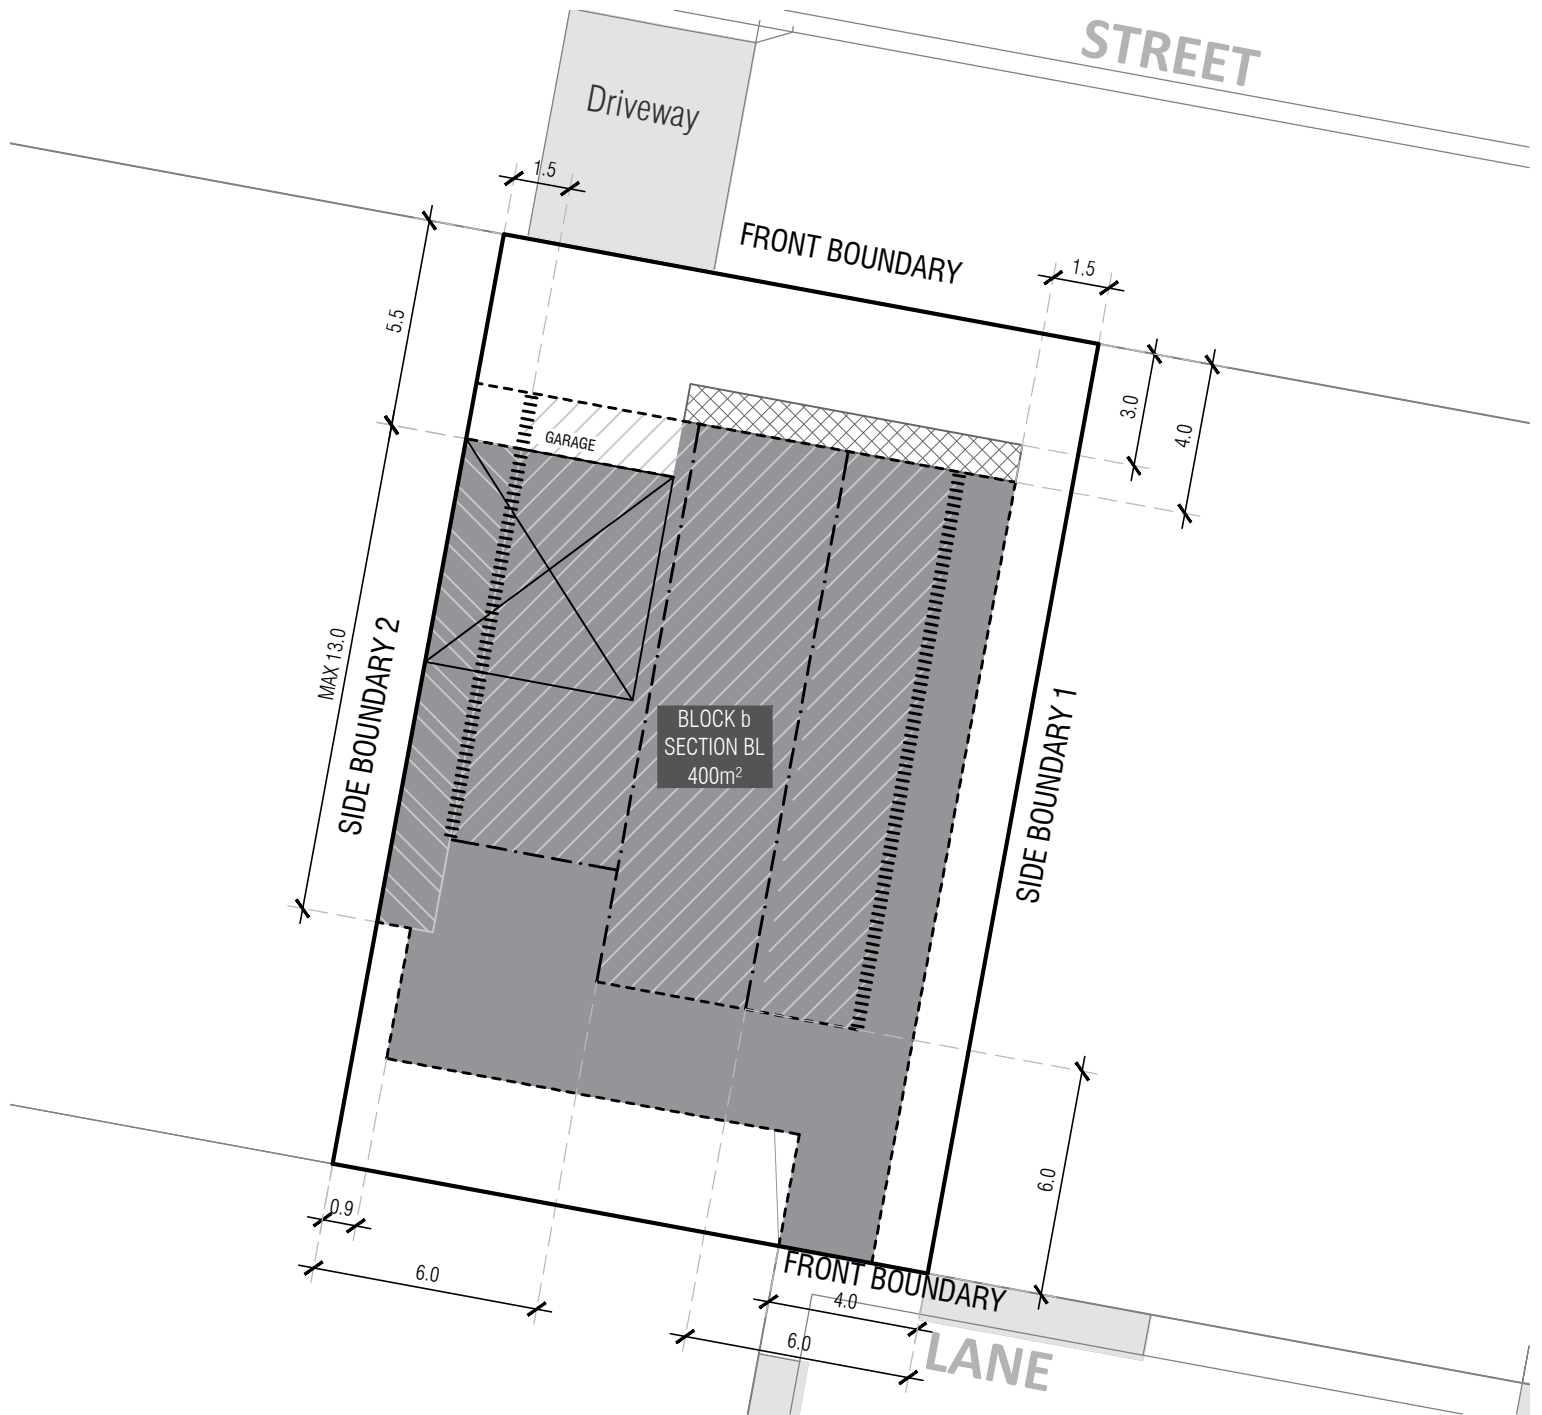 STREET
Driveway
1.5
FRONT BOUNDARY
1.5
5.5
3.0
4.0
GARAGE
MAX 13.0
SIDE BOUNDARY 2
BLOCK b
SECTION BL
400m²
SIDE BOUNDARY 1
6.0
0.9
6.0
FRONT BOUNDARY
4.0
6.0
LANE